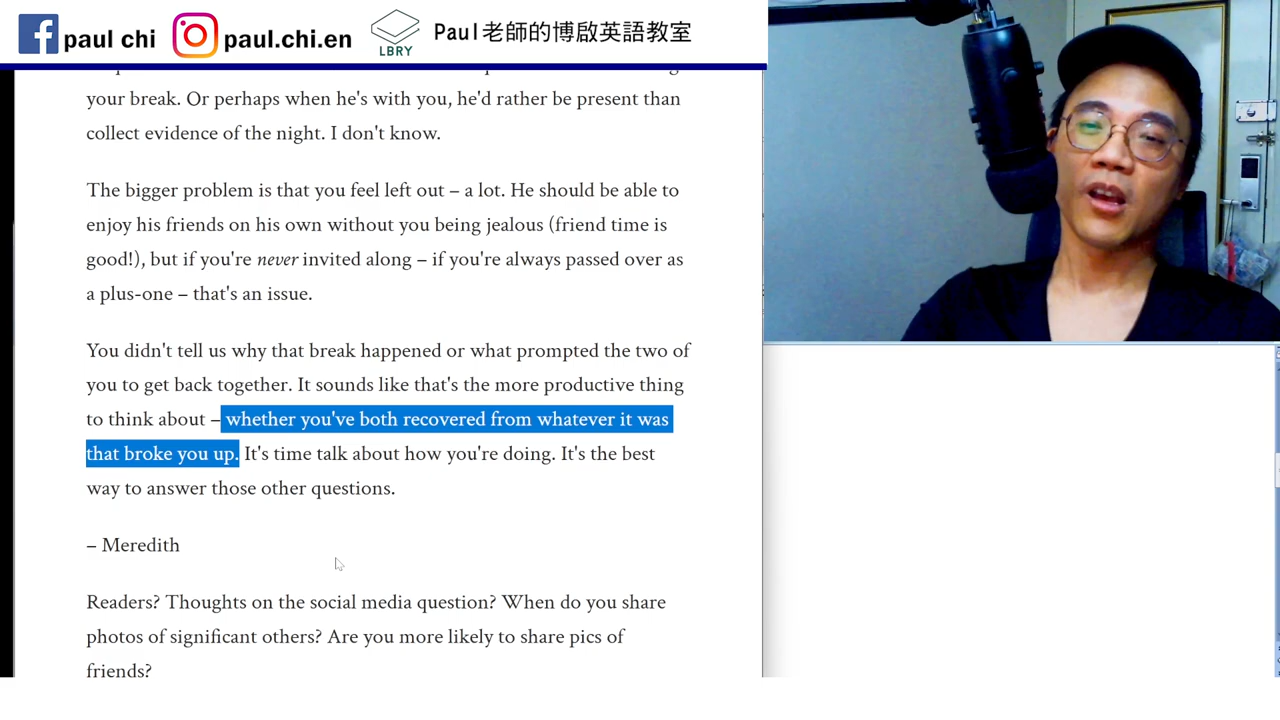 paul chi
paul.chi.en
LBRY
Paul老師的博啟英語教室
your break. Or perhaps when he's with you, he'd rather be present than
collect evidence of the night. I don't know.
The bigger problem is that you feel left out – a lot. He should be able to
enjoy his friends on his own without you being jealous (friend time is
good!), but if you're never invited along – if you're always passed over as
a plus-one – that's an issue.
You didn't tell us why that break happened or what prompted the two of
you to get back together. It sounds like that's the more productive thing
to think about – whether you've both recovered from whatever it was
that broke you up. It's time talk about how you're doing. It's the best
way to answer those other questions.
– Meredith
Readers? Thoughts on the social media question? When do you share
photos of significant others? Are you more likely to share pics of
friends?